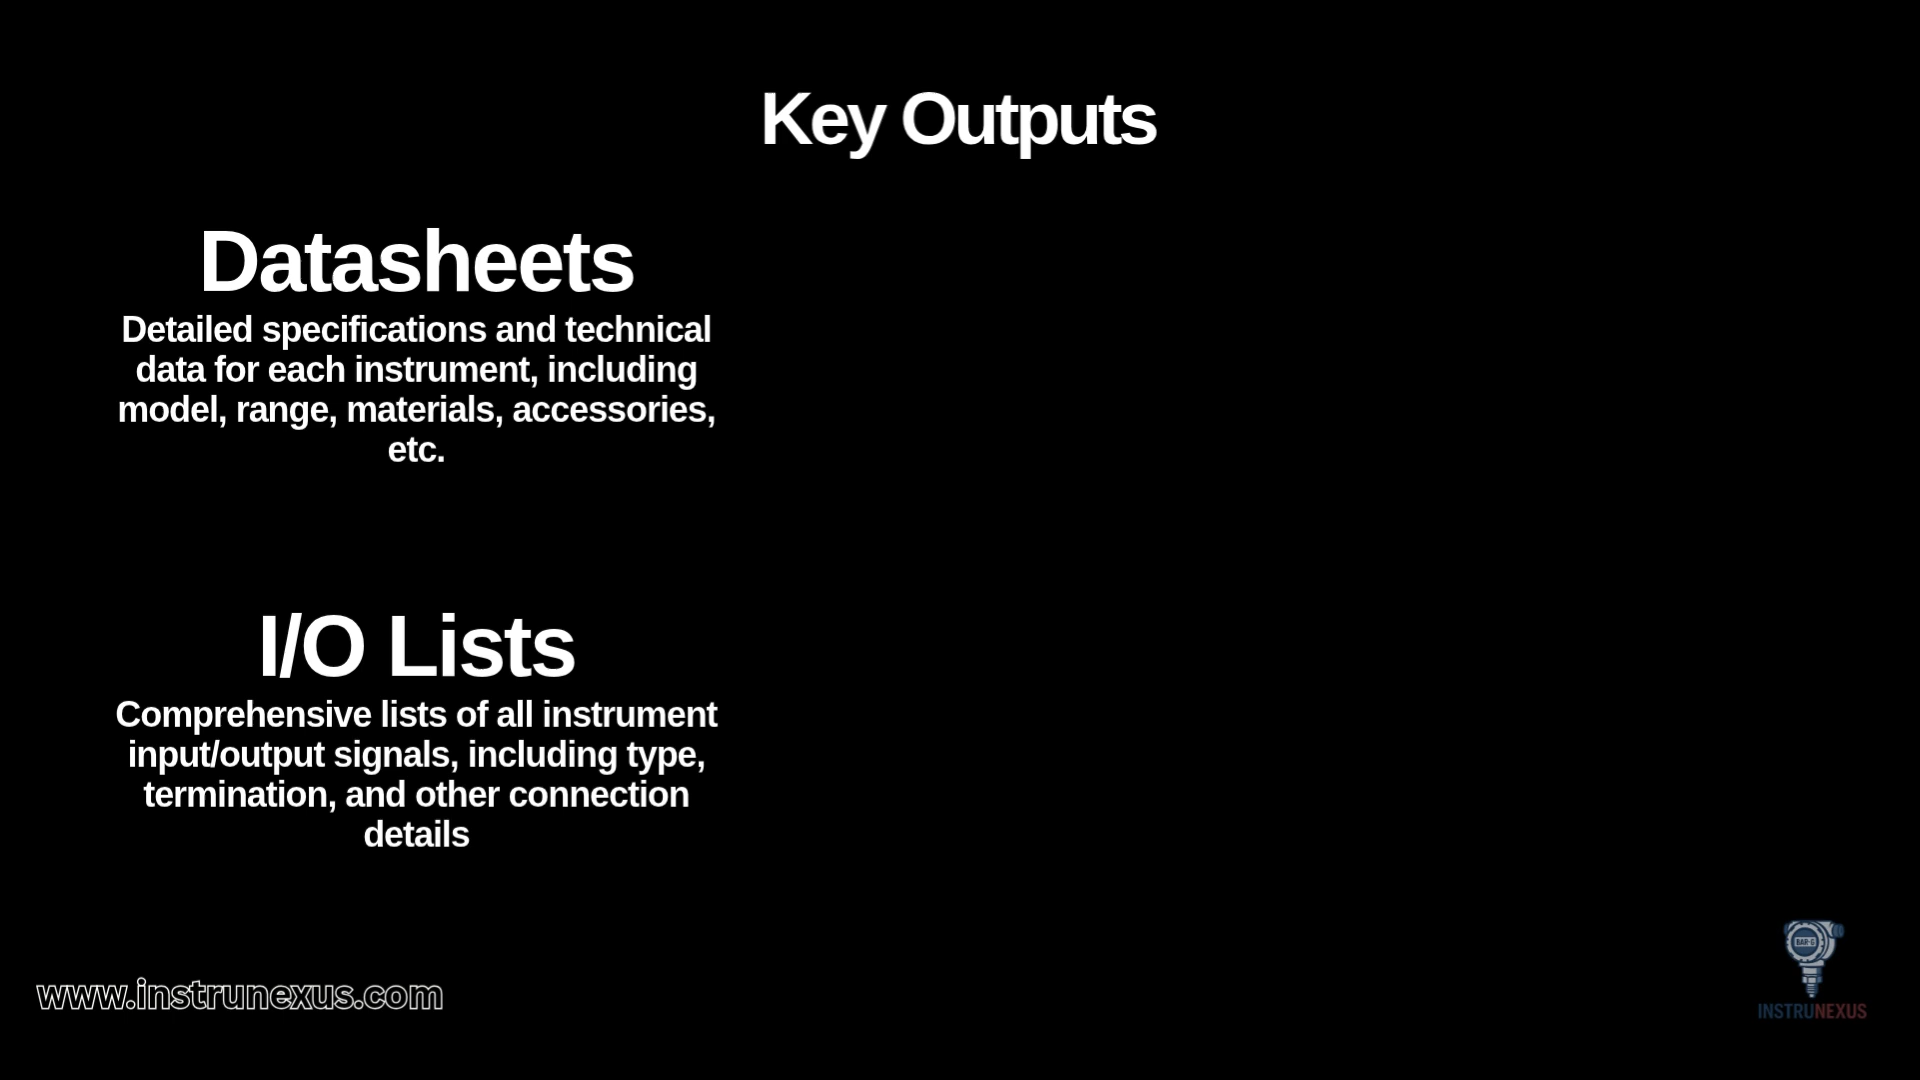 Key Outputs
Datasheets
Detailed specifications and technical
data for each instrument, including
model, range, materials, accessories,
etc.
I/O Lists
Comprehensive lists of all instrument
input/output signals, including type,
termination, and other connection
details
www.instrunexus.com
BAR-G
INSTRUNEXUS